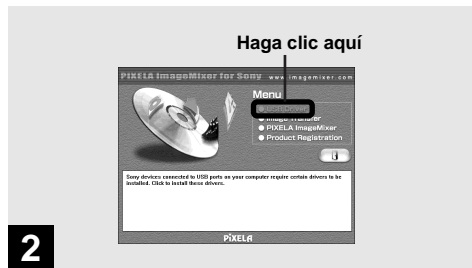 Haga clic aquí
PIXELA ImageMixer for Sony www.imagemixer.com
Menu
USB Driver
Image Transfer
PIXELA ImageMixer
Product Registration
Sony devices connected to USB ports on your computer require certain drivers to be
installed. Click to install these drivers.
PIXELA
2